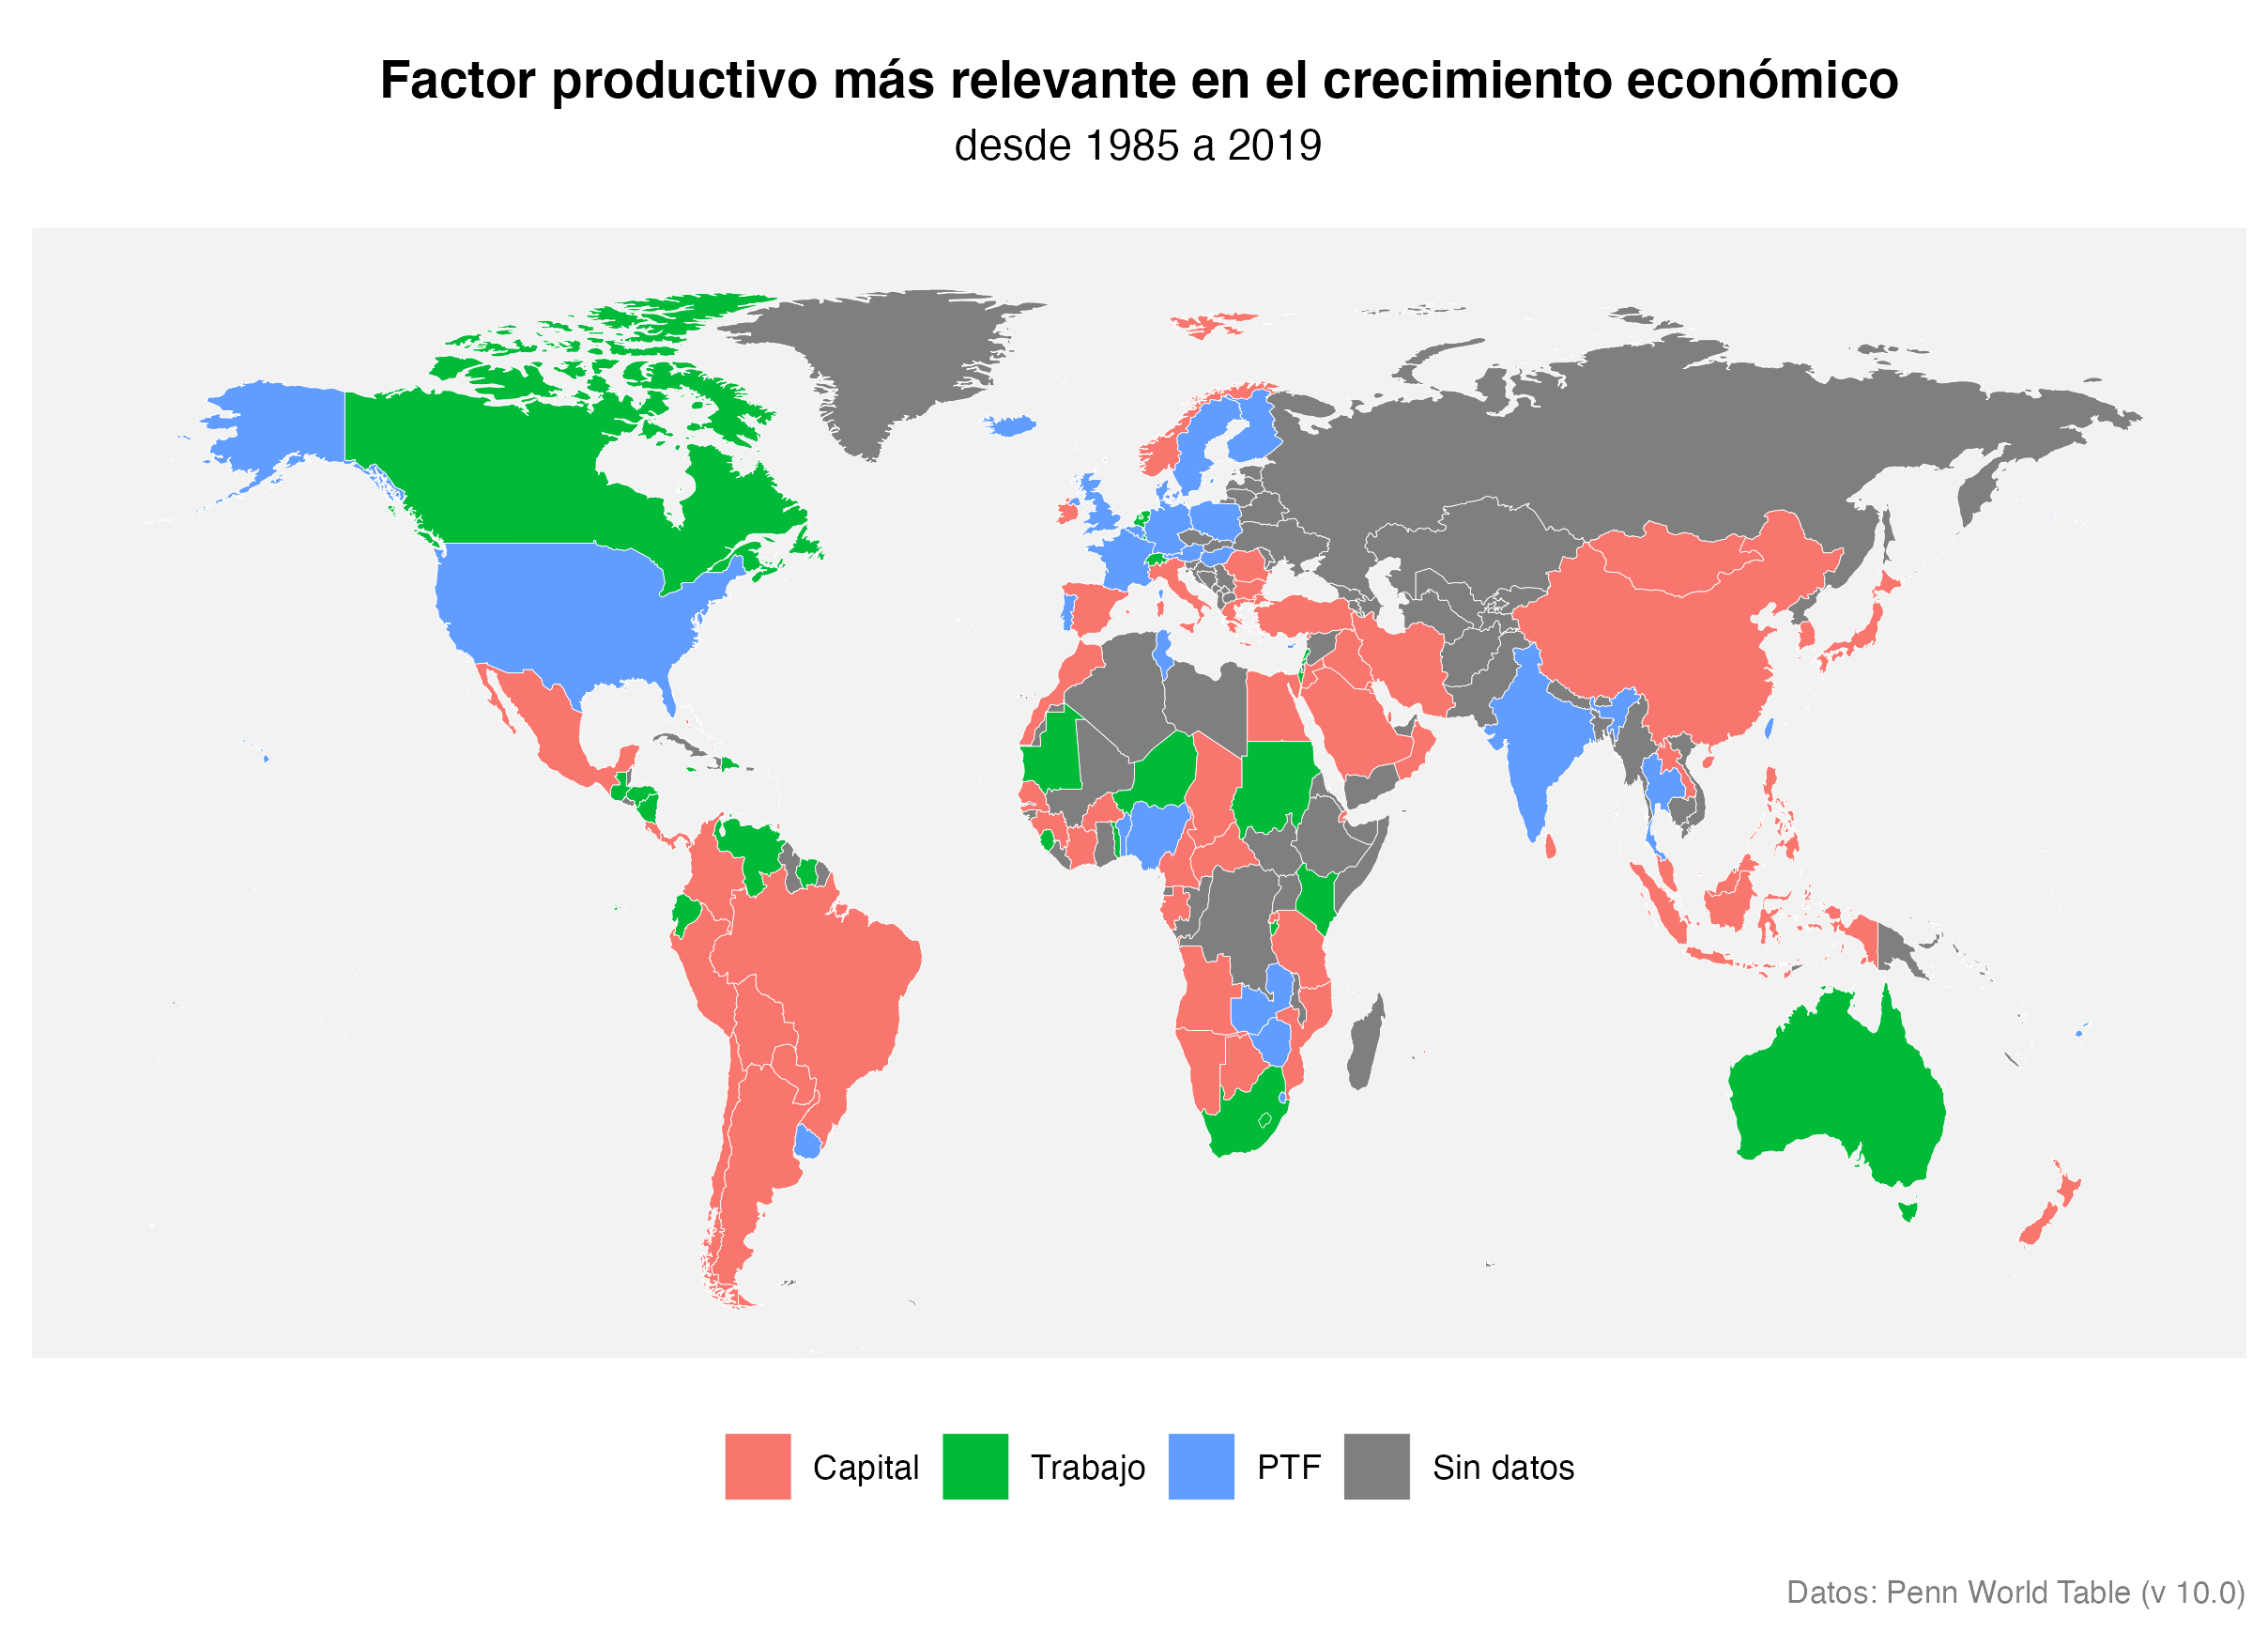 Factor productivo más relevante en el crecimiento económico
desde 1985 a 2019
Capital
Trabajo
PTF
Sin datos
Datos: Penn World Table (v 10.0)